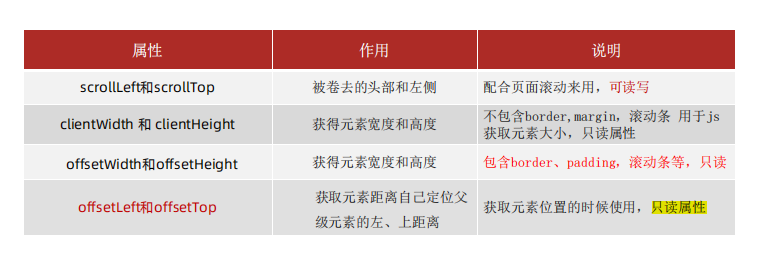 属性 作用 说明
scrollLeft和scrollTop 被卷去的头部和左侧 配合页面滚动来用，可读写
clientWidth 和 clientHeight 获得元素宽度和高度 不包含border,margin，滚动条 用于js
获取元素大小，只读属性
offsetWidth和offsetHeight 获得元素宽度和高度 包含border、padding，滚动条等，只读
offsetLeft和offsetTop 获取元素距离自己定位父
级元素的左、上距离
获取元素位置的时候使用，只读属性